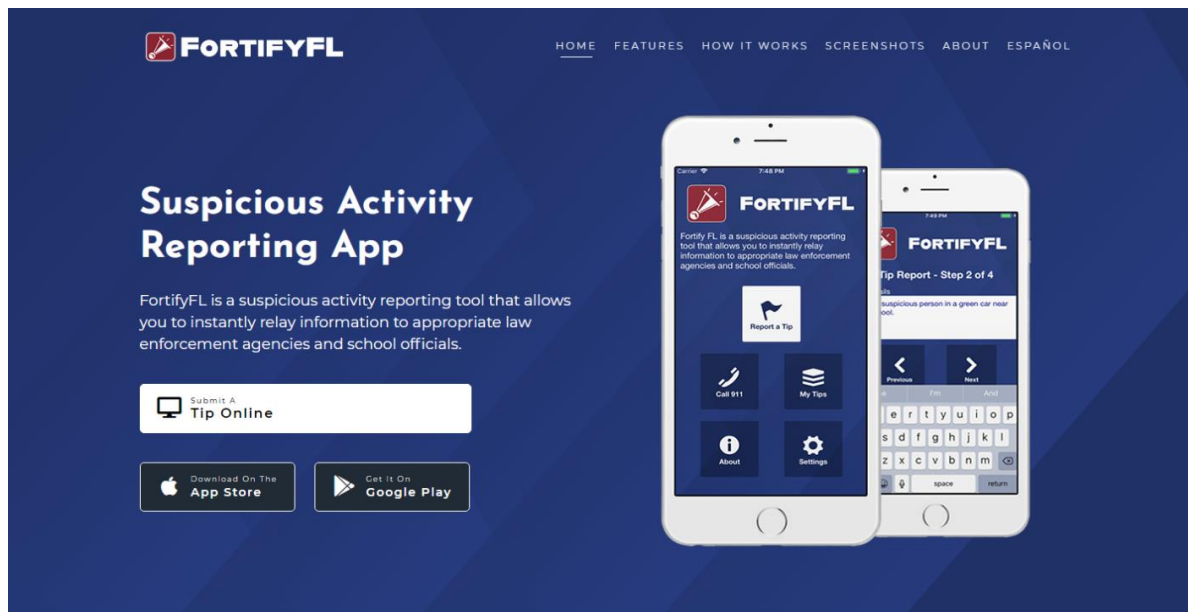 FORTIFYFL
HOME FEATURES HOW IT WORKS SCREENSHOTS ABOUT ESPAÑOL
Suspicious Activity
Reporting App
FortifyFL is a suspicious activity reporting tool that allows
you to instantly relay information to appropriate law
enforcement agencies and school officials.
Submit A
Tip Online
Download On The
App Store
Get It On
Google Play
Carrier 7:48 PM
FORTIFYFL
Fortify FL is a suspicious activity reporting
tool that allows you to instantly relay
information to appropriate law enforcement
agencies and school officials.
Report a Tip
Call 911 My Tips
About Settings
7:49 PM
FORTIFYFL
Tip Report - Step 2 of 4
suspicious person in a green car near
Previous Next
I'm And
e r t y u i o p
s d f g h j k l
z x c v b n m
space return